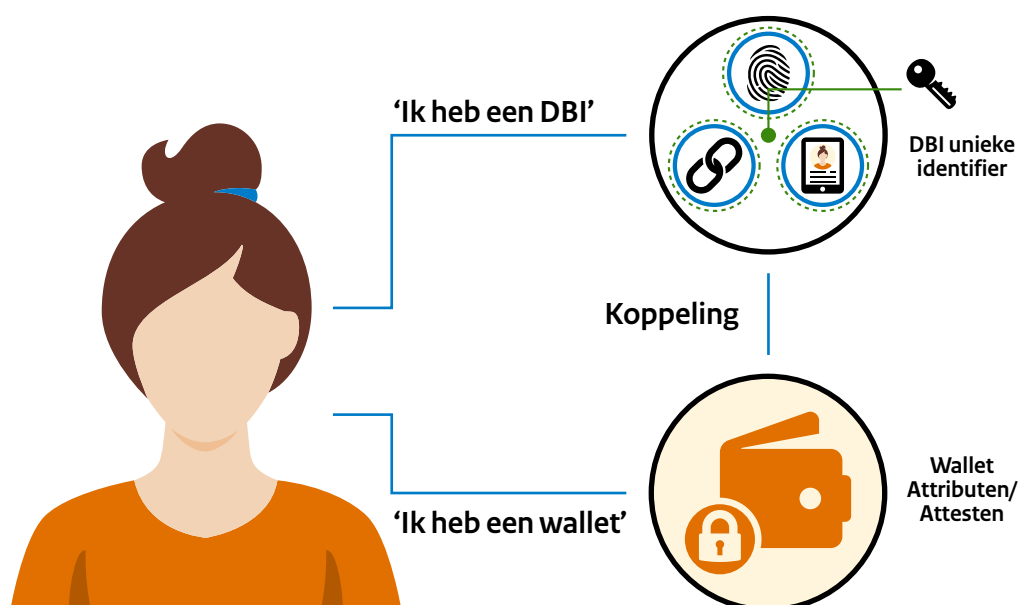 ‘Ik heb een DBI’
DBI unieke
identifier
Koppeling
‘Ik heb een wallet’
Wallet
Attributen/
Attesten